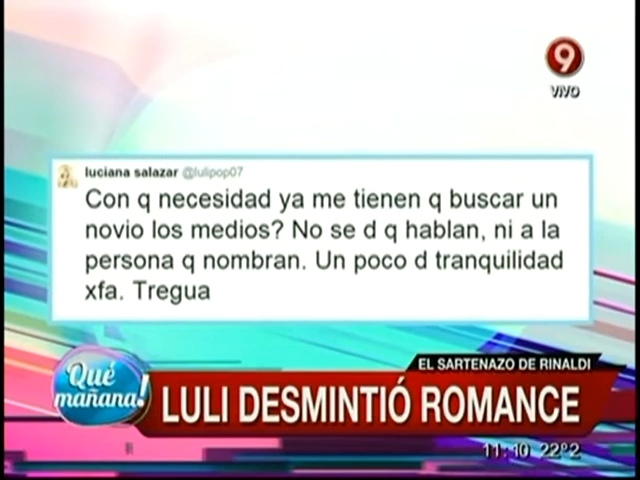 9
VIVO
luciana salazar @lulipop07
Con q necesidad ya me tienen q buscar un
novio los medios? No se d q hablan, ni a la
persona q nombran. Un poco d tranquilidad
xfa. Tregua
EL SARTENAZO DE RINALDI
Qué
mañana!
LULI DESMINTIÓ ROMANCE
11:10 22º2